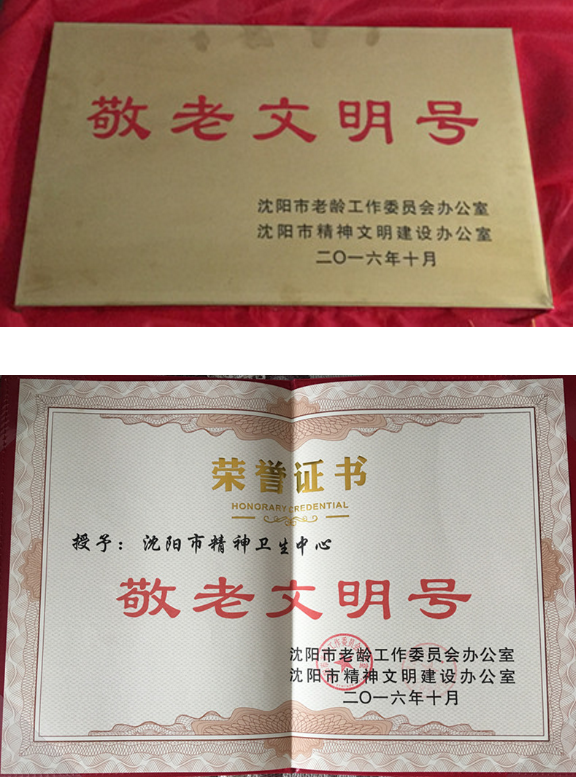 敬老文明号
沈阳市老龄工作委员会办公室
沈阳市精神文明建设办公室
二〇一六年十月
荣誉证书
HONORARY CREDENTIAL
授予：沈阳市精神卫生中心
敬老文明号
沈阳市老龄工作委员会办公室
沈阳市精神文明建设办公室
二〇一六年十月